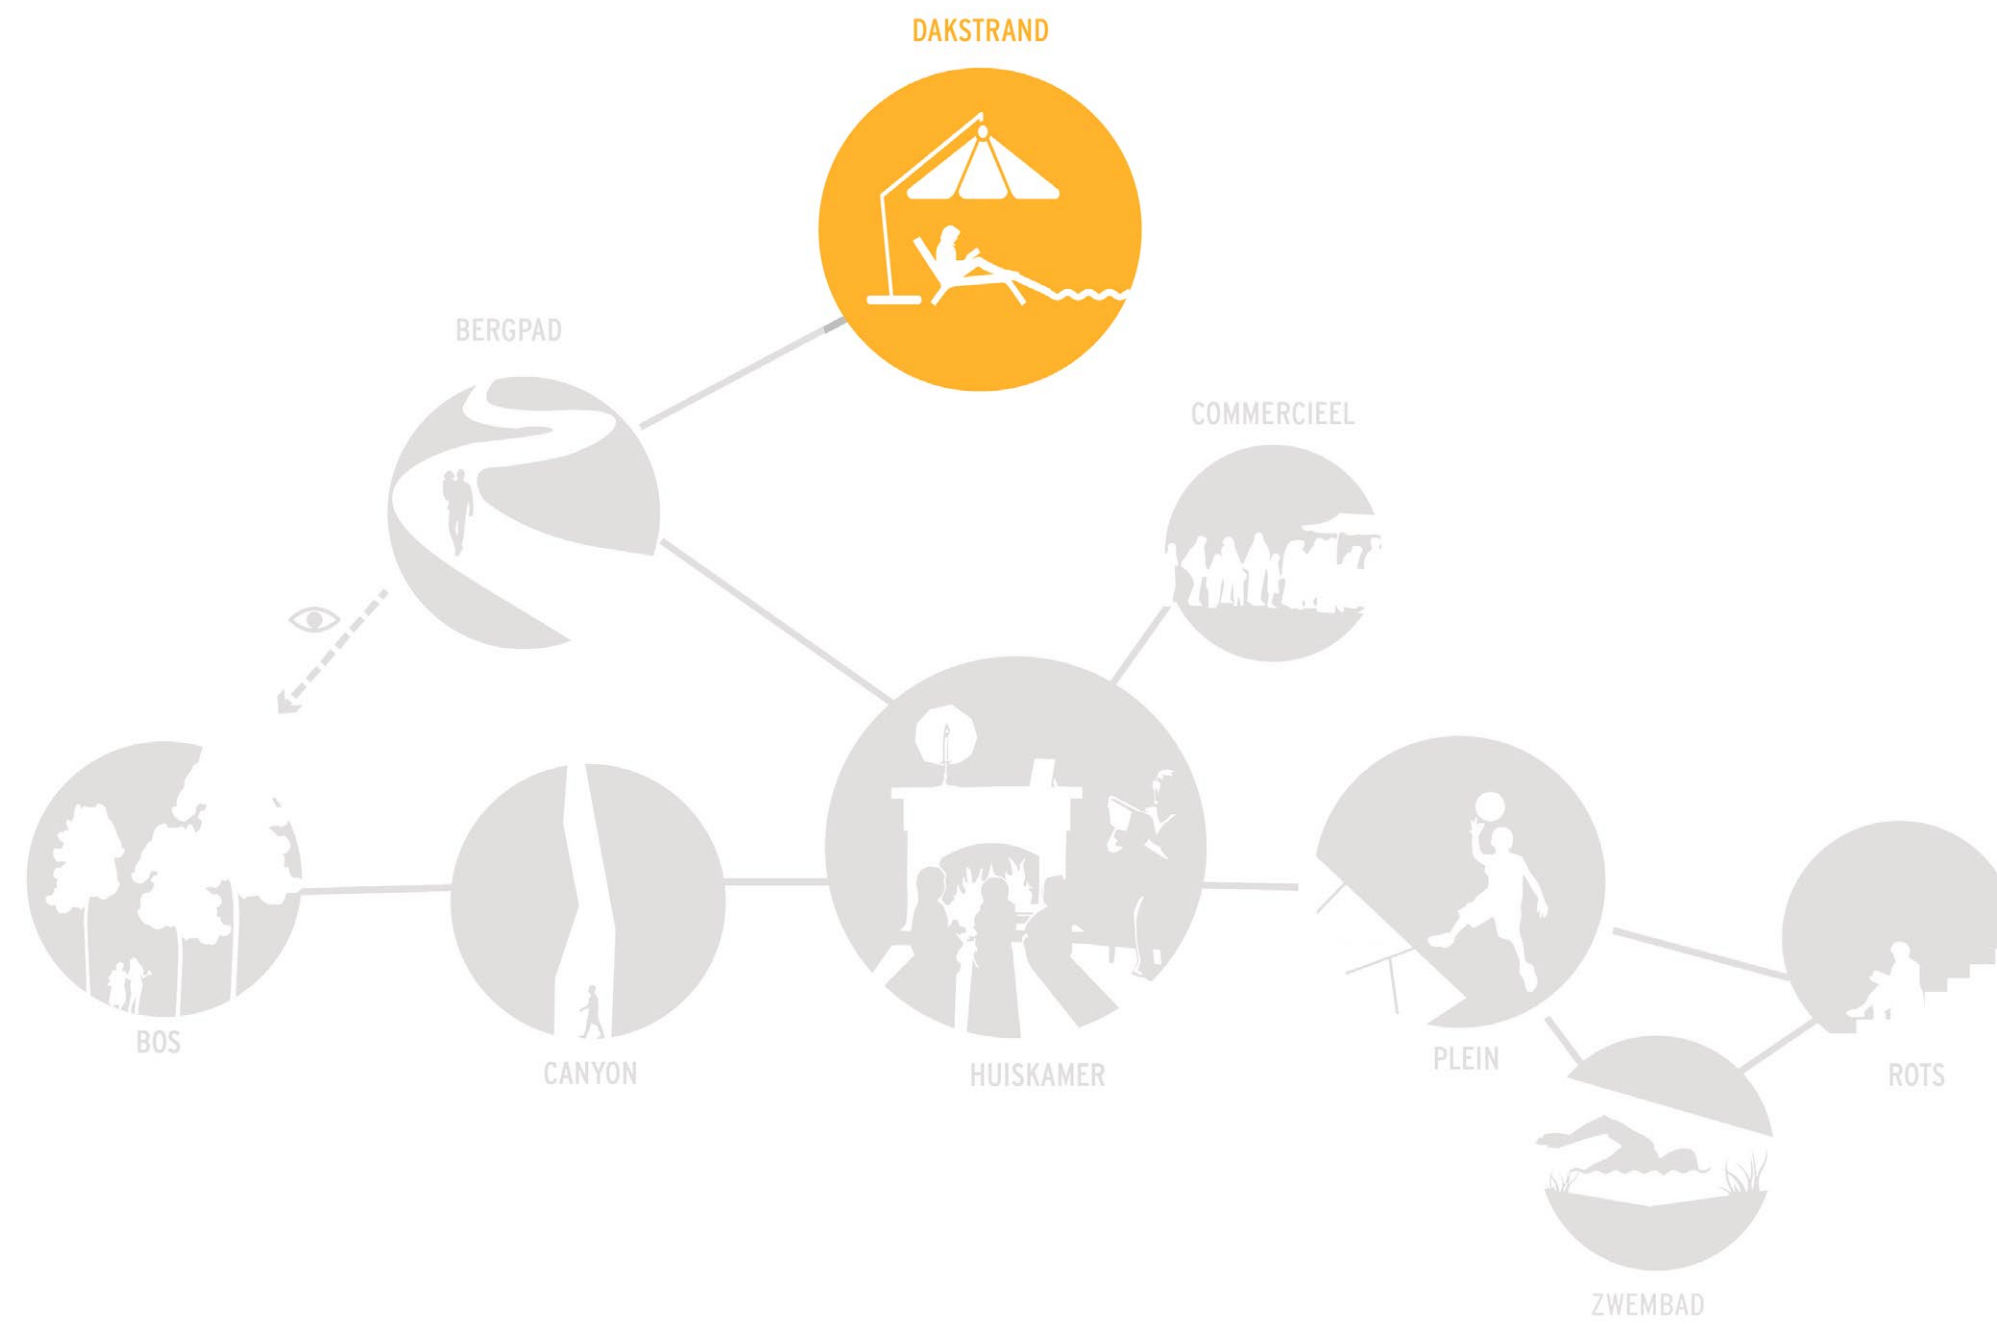 DAKSTRAND
BERGPAD
COMMERCIEEL
BOS
CANYON
HUISKAMER
PLEIN
ROTS
ZWEMBAD